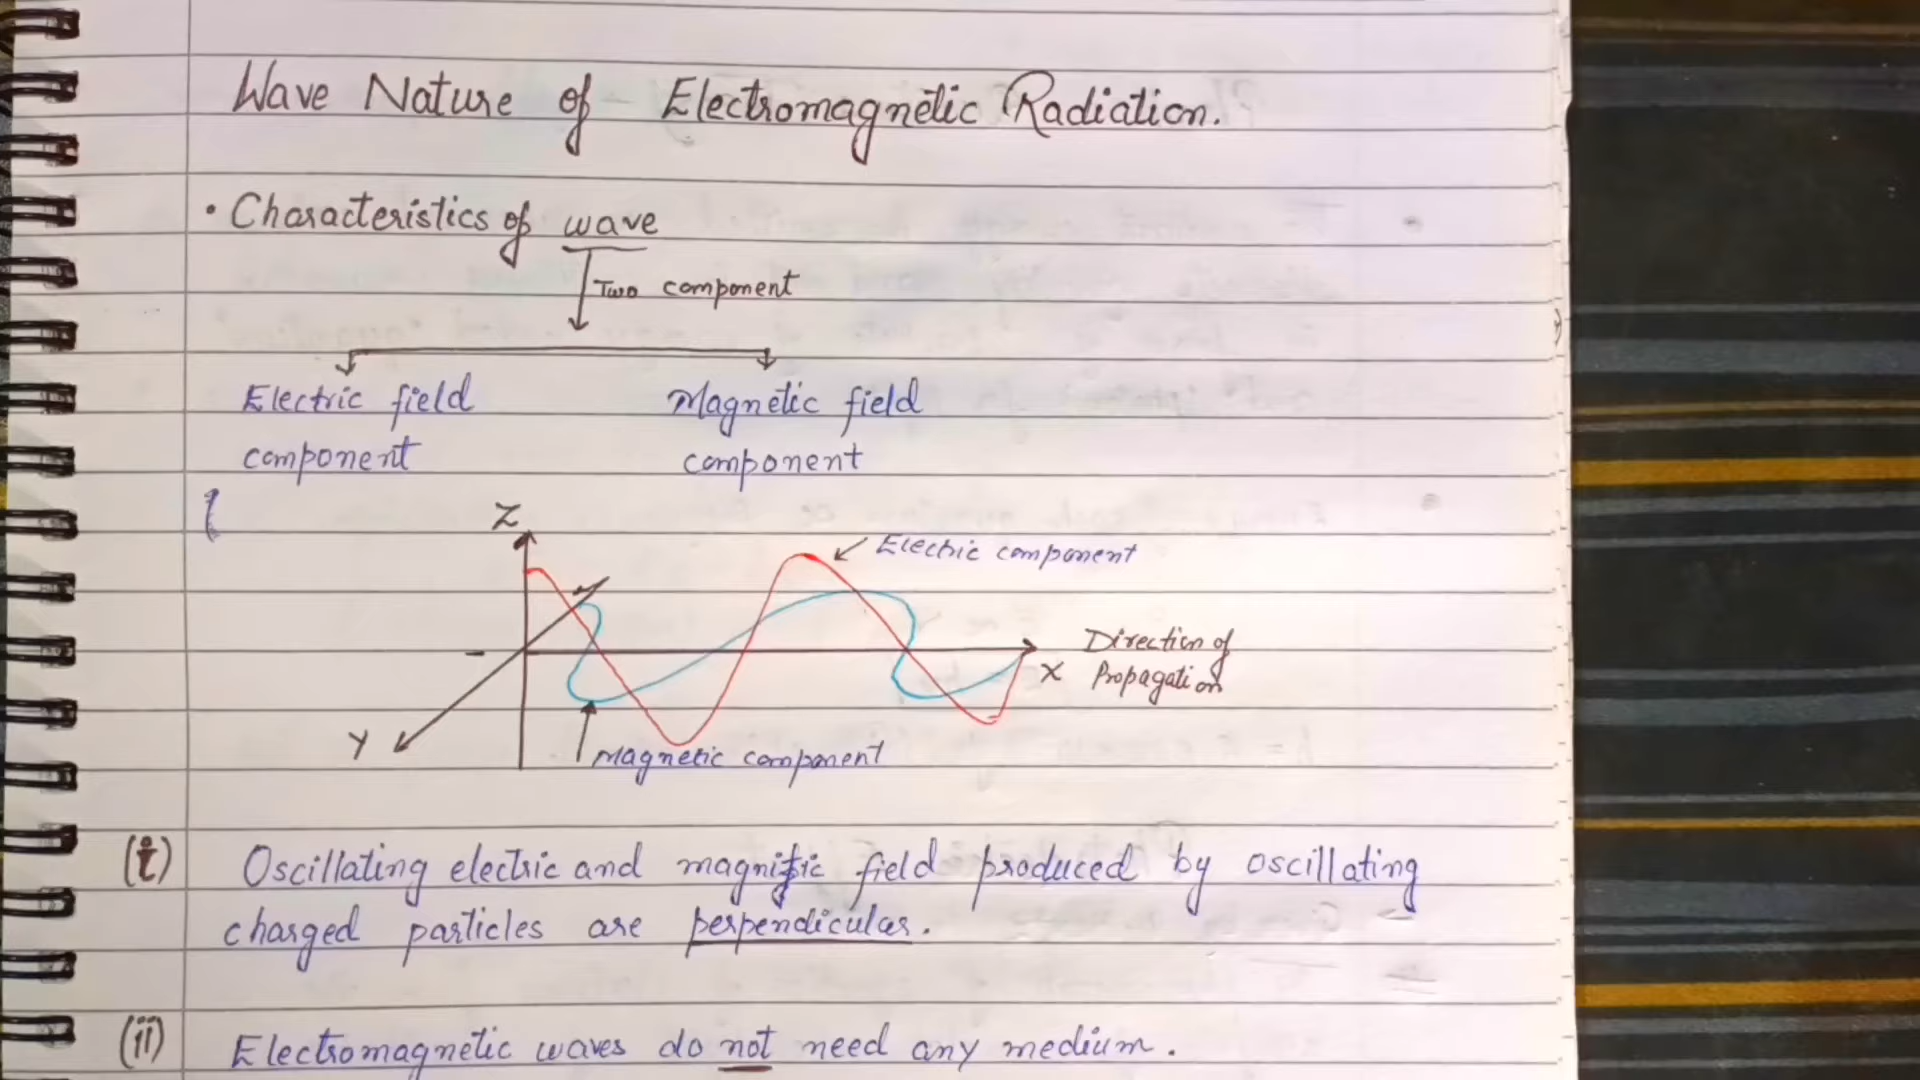 Wave Nature of Electromagnetic Radiation.
• Characteristics of wave
Two component
Electric field component
Magnetic field component
Z
Electric component
Direction of Propagation
X
Y
Magnetic component
(i) Oscillating electric and magnitic field produced by oscillating
charged particles are perpendicular.
(ii) Electromagnetic waves do not need any medium.